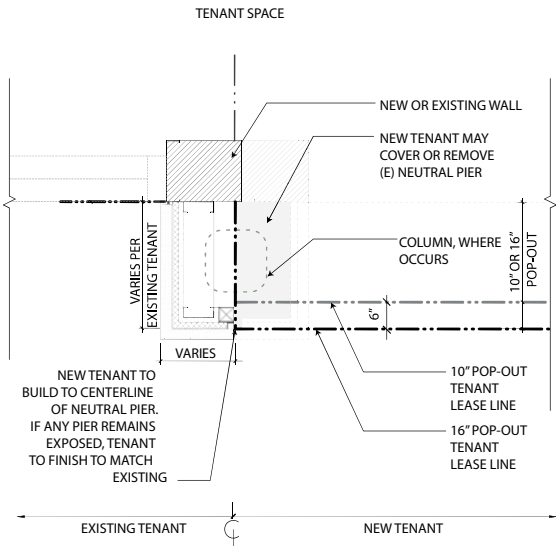 TENANT SPACE
NEW OR EXISTING WALL
NEW TENANT MAY
COVER OR REMOVE
(E) NEUTRAL PIER
COLUMN, WHERE
OCCURS
VARIES PER
EXISTING TENANT
10" OR 16"
POP-OUT
6"
VARIES
NEW TENANT TO
BUILD TO CENTERLINE
OF NEUTRAL PIER.
IF ANY PIER REMAINS
EXPOSED, TENANT
TO FINISH TO MATCH
EXISTING
10" POP-OUT
TENANT
LEASE LINE
16" POP-OUT
TENANT
LEASE LINE
EXISTING TENANT
NEW TENANT